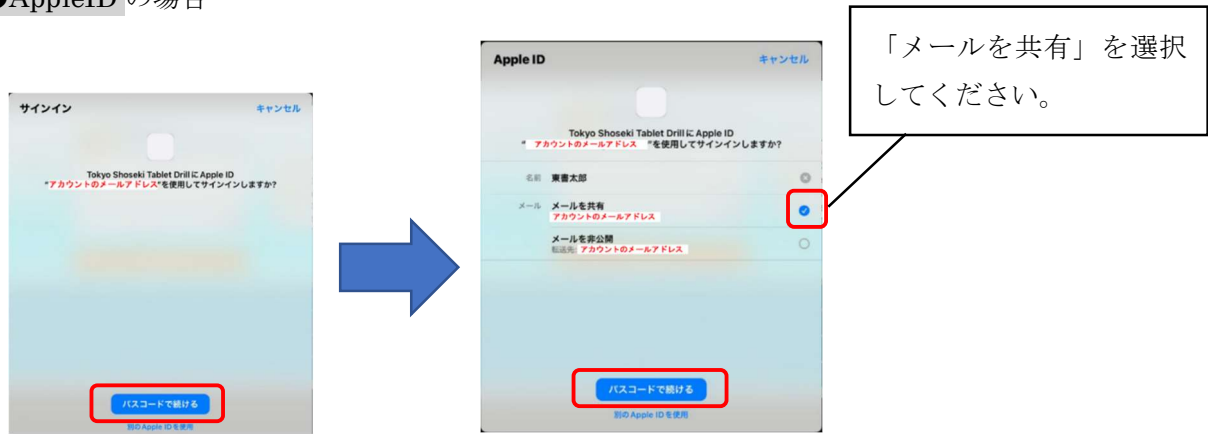 ●AppleID の場合
サインイン
キャンセル
Tokyo Shoseki Tablet Drill に Apple ID
"アカウントのメールアドレス"を使用してサインインしますか?
パスコードで続ける
別の Apple ID を使用
Apple ID
キャンセル
Tokyo Shoseki Tablet Drill に Apple ID
" アカウントのメールアドレス "を使用してサインインしますか?
名前 東書太郎
メール メールを共有
アカウントのメールアドレス
メールを非公開
転送先: アカウントのメールアドレス
パスコードで続ける
別の Apple ID を使用
「メールを共有」を選択
してください。